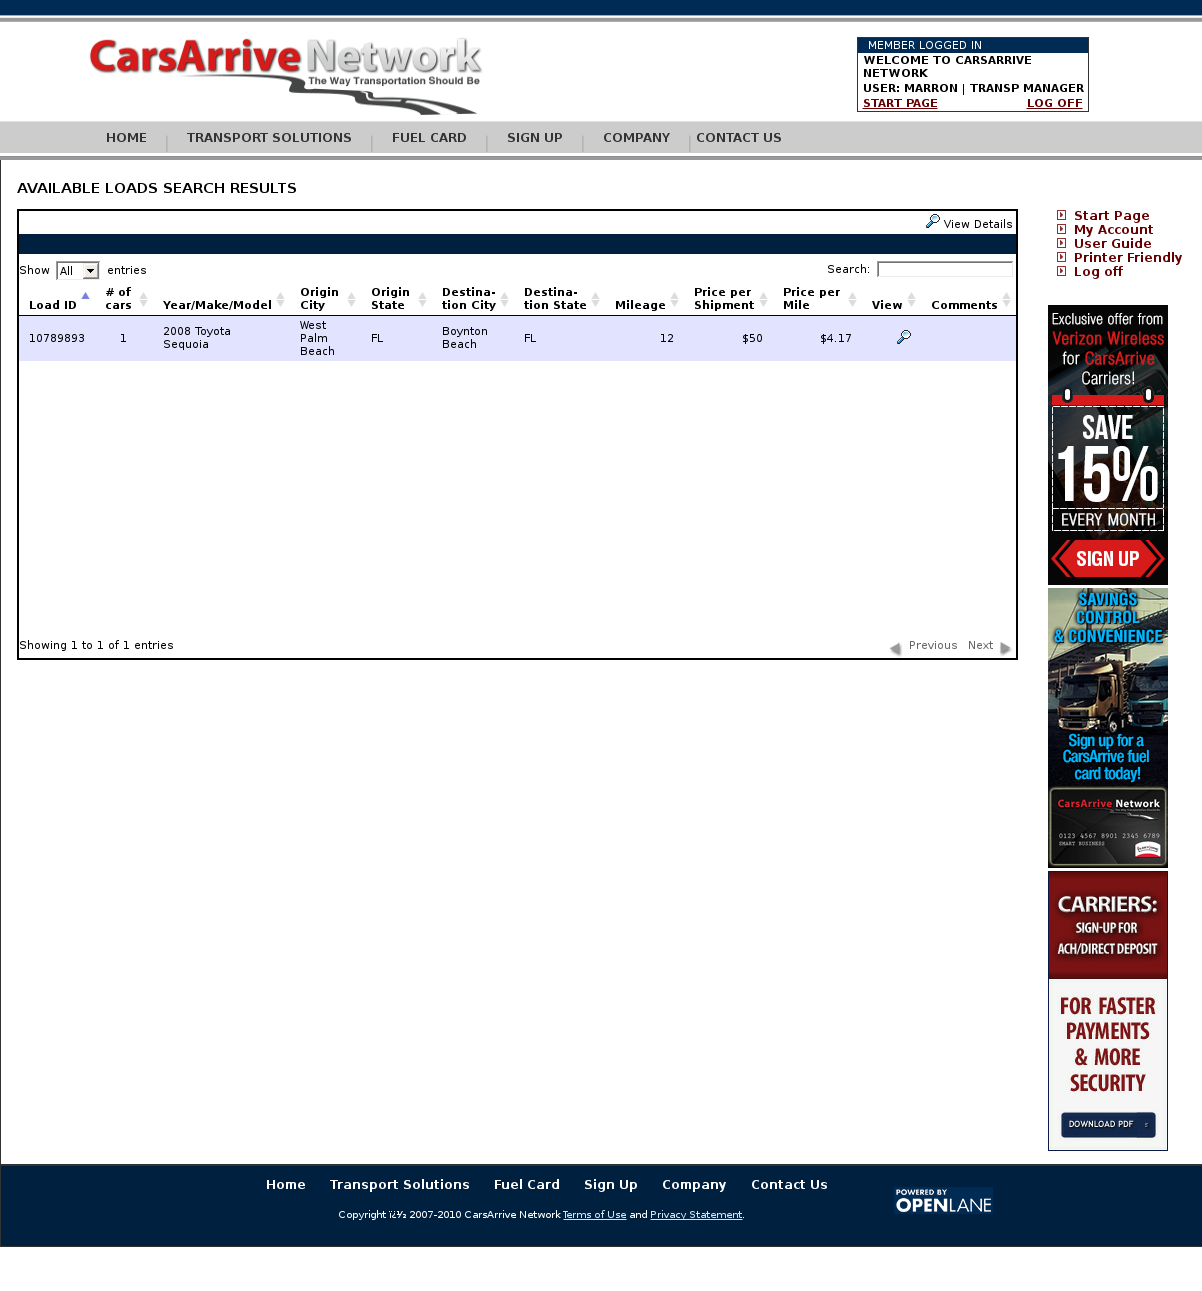 CarsArrive Network
The Way Transportation Should Be
MEMBER LOGGED IN
WELCOME TO CARSARRIVE
NETWORK
USER: MARRON | TRANSP MANAGER
START PAGE LOG OFF
HOME TRANSPORT SOLUTIONS FUEL CARD SIGN UP COMPANY CONTACT US
AVAILABLE LOADS SEARCH RESULTS
View Details
Show All entries
Search:
Load ID # of cars Year/Make/Model Origin City Origin State Destina-tion City Destina-tion State Mileage Price per Shipment Price per Mile View Comments
10789893 1 2008 Toyota Sequoia West Palm Beach FL Boynton Beach FL 12 $50 $4.17
Showing 1 to 1 of 1 entries
Previous Next
Start Page
My Account
User Guide
Printer Friendly
Log off
Exclusive offer from
Verizon Wireless
for CarsArrive
Carriers!
SAVE
15%
EVERY MONTH
SIGN UP
SAVINGS
CONTROL
& CONVENIENCE
Sign up for a
CarsArrive fuel
card today!
CarsArrive Network
0123 4567 8901 2345 6789
SMART BUSINESS
CARRIERS:
SIGN-UP FOR
ACH/DIRECT DEPOSIT
FOR FASTER
PAYMENTS
& MORE
SECURITY
DOWNLOAD PDF
Home Transport Solutions Fuel Card Sign Up Company Contact Us
Copyright ï¿½ 2007-2010 CarsArrive Network Terms of Use and Privacy Statement.
POWERED BY
OPENLANE